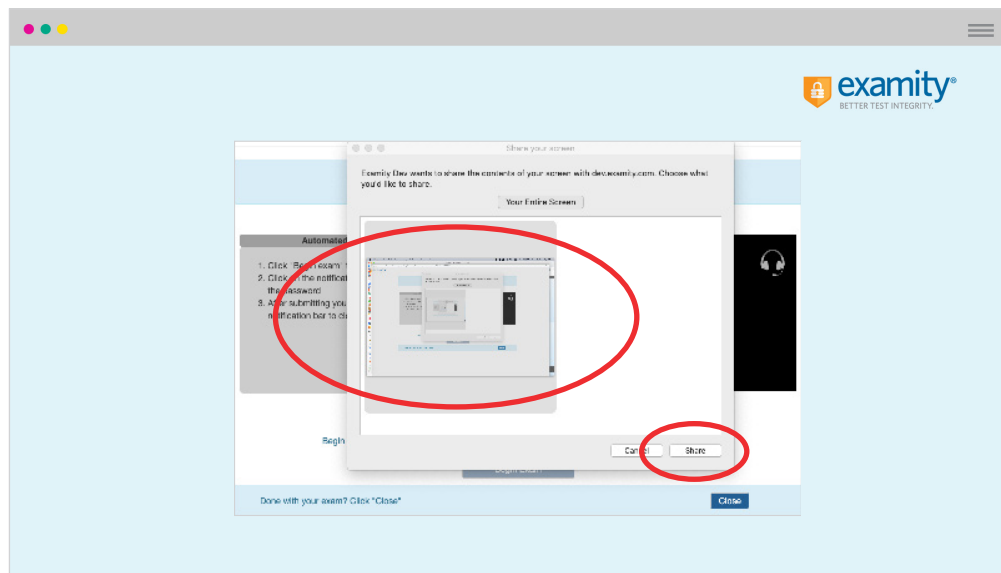 examity®
BETTER TEST INTEGRITY.
Share your screen
Examity Dev wants to share the contents of your screen with dev.examity.com. Choose what
you'd like to share.
Your Entire Screen
Automated
1. Click "Begin exam"
2. Click on the notificat
the password
3. After submitting you
notification bar to cl
Begin
Cancel
Share
Begin Exam
Done with your exam? Click "Close"
Close